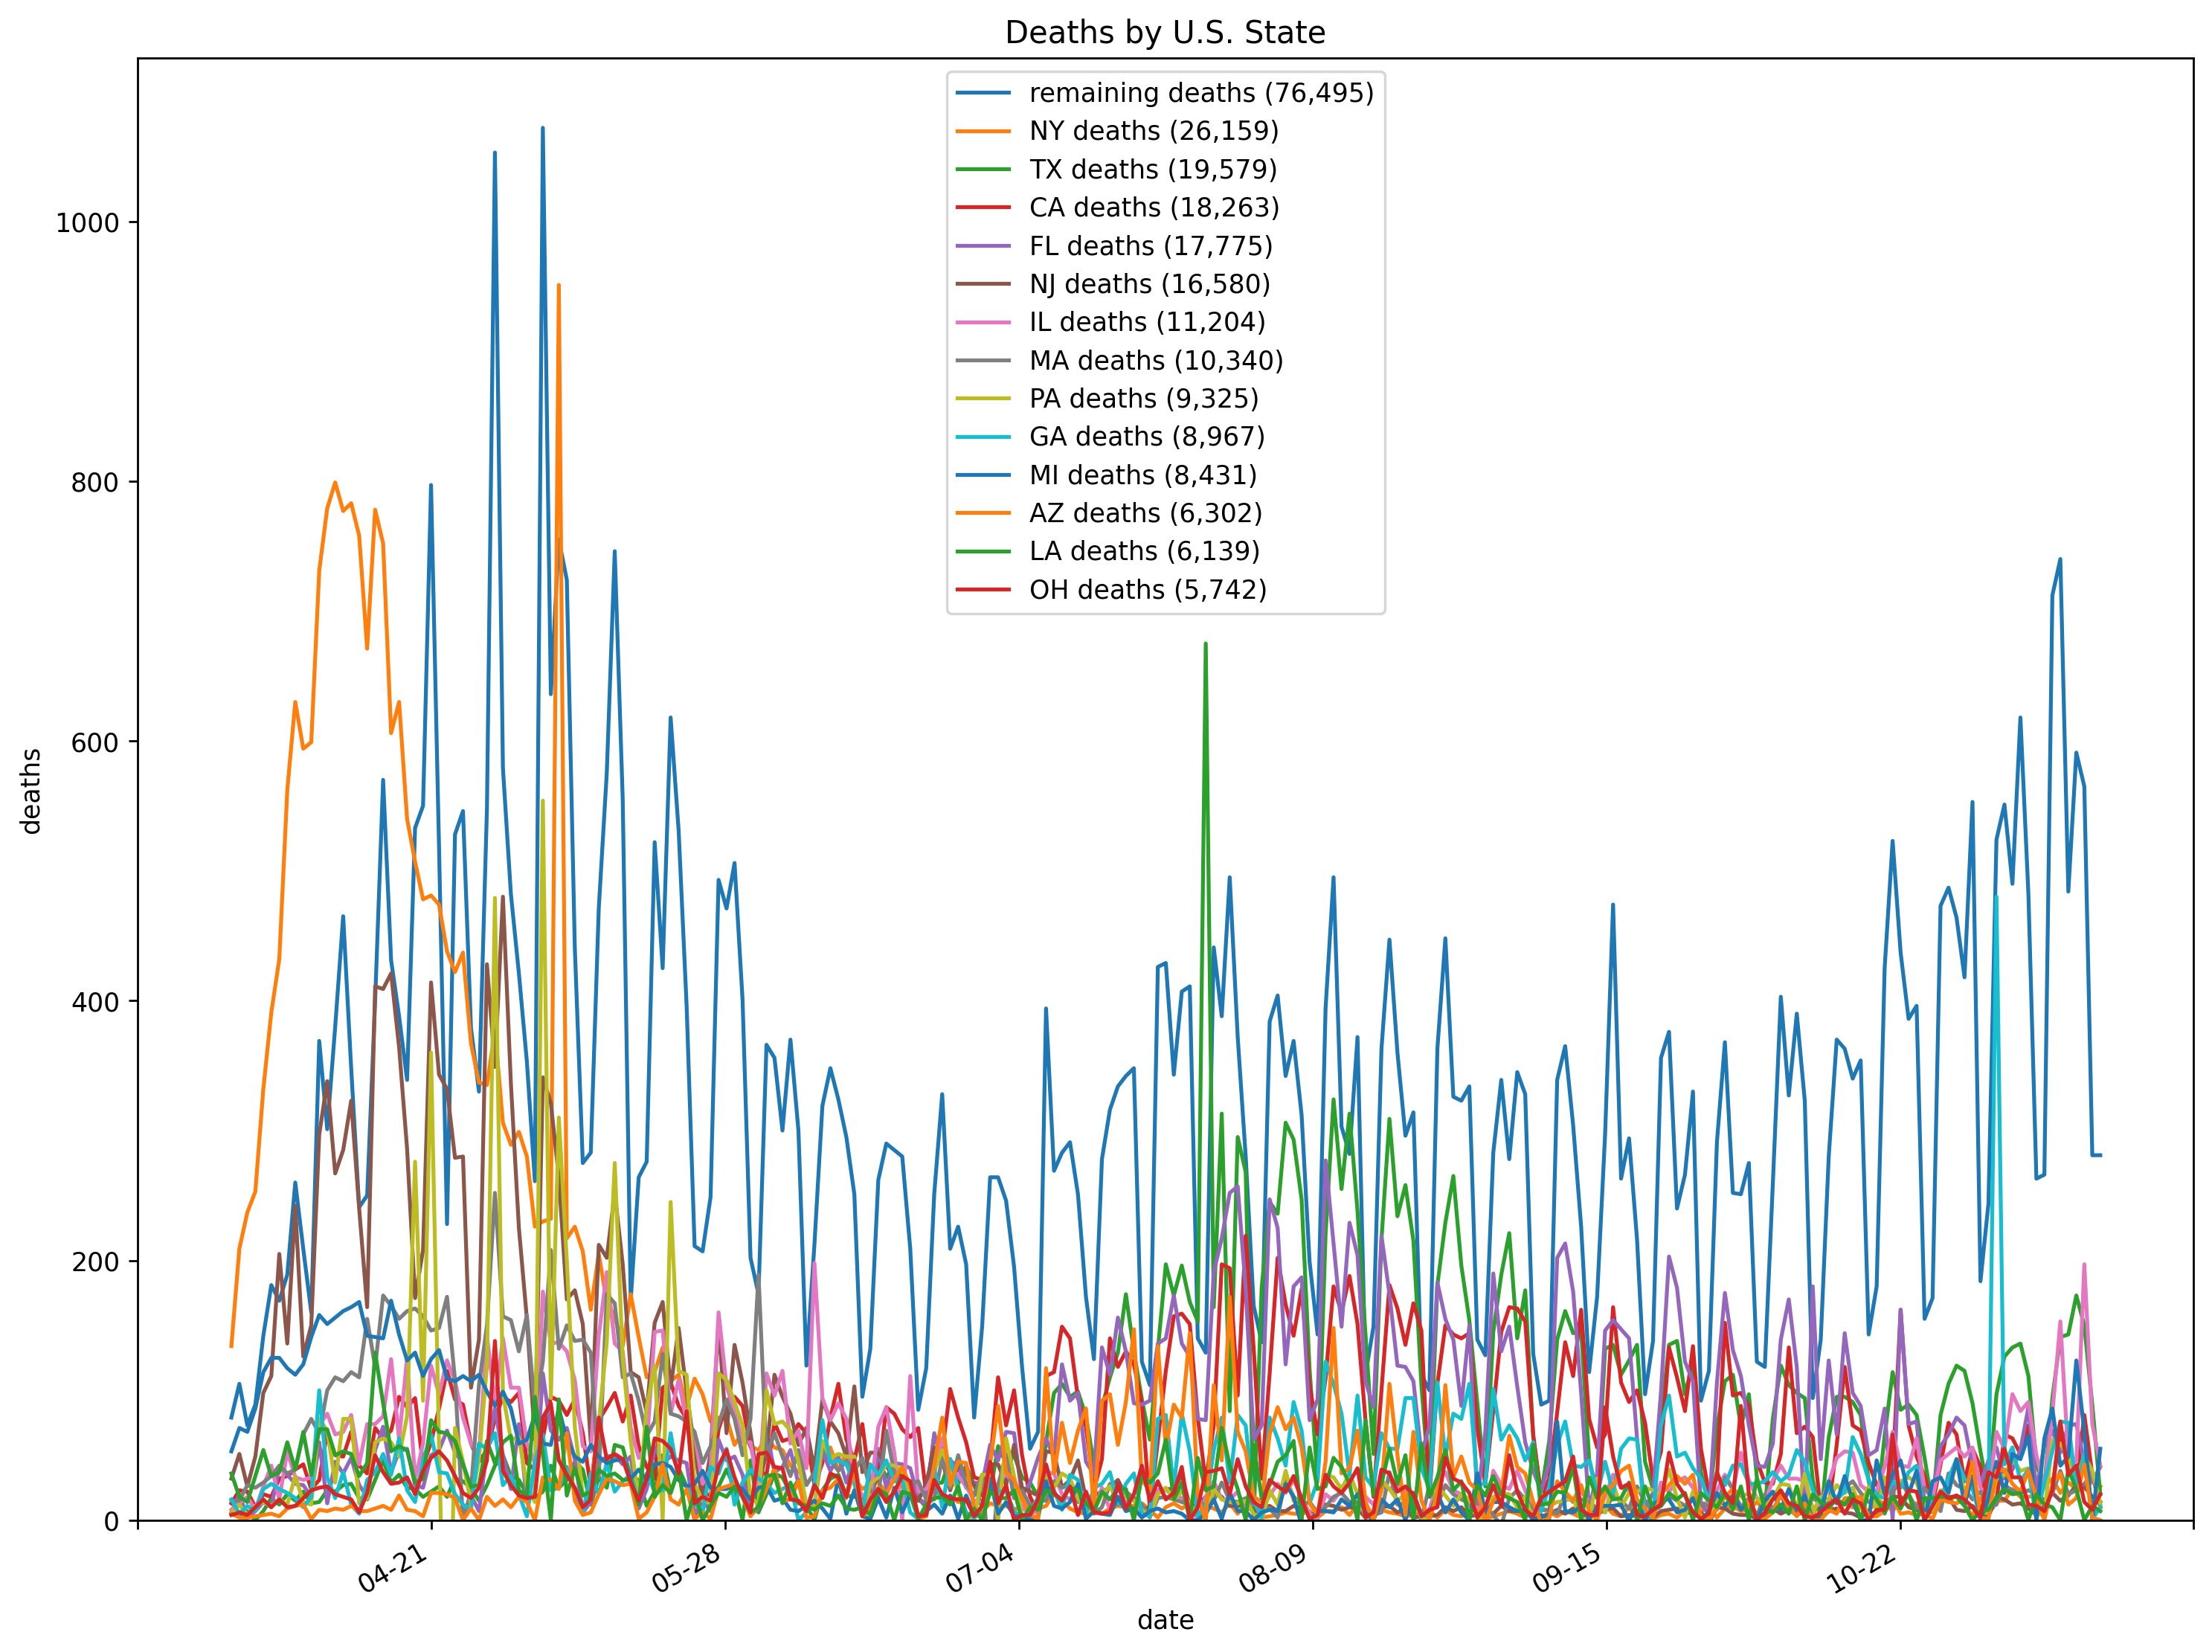 Deaths by U.S. State
remaining deaths (76,495)
NY deaths (26,159)
TX deaths (19,579)
CA deaths (18,263)
FL deaths (17,775)
NJ deaths (16,580)
IL deaths (11,204)
MA deaths (10,340)
PA deaths (9,325)
GA deaths (8,967)
MI deaths (8,431)
AZ deaths (6,302)
LA deaths (6,139)
OH deaths (5,742)
1000
800
600
400
200
0
deaths
04-21
05-28
07-04
08-09
09-15
10-22
date